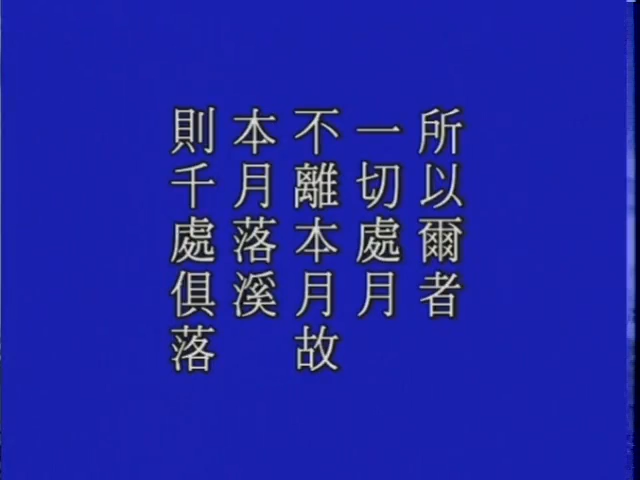 所以爾者
一切處月
不離本月故
本月落溪
則千處俱落